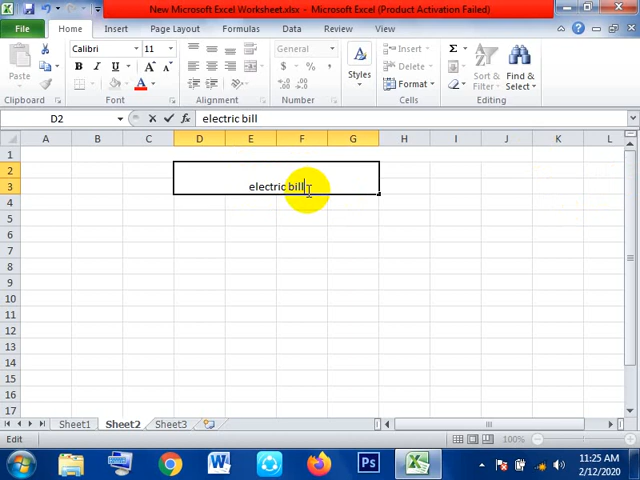 New Microsoft Excel Worksheet.xlsx - Microsoft Excel (Product Activation Failed)
File Home Insert Page Layout Formulas Data Review View
Paste Calibri 11 General Styles Insert Sort & Filter Find & Select
B I U A A $ % , Format
Clipboard Font Alignment Number Cells Editing
D2 fx electric bill
A B C D E F G H I J K L
1
2
3 electric bill
4
5
6
7
8
9
10
11
12
13
14
15
16
17
Sheet1 Sheet2 Sheet3
Edit 100%
W Ps 11:25 AM
2/12/2020